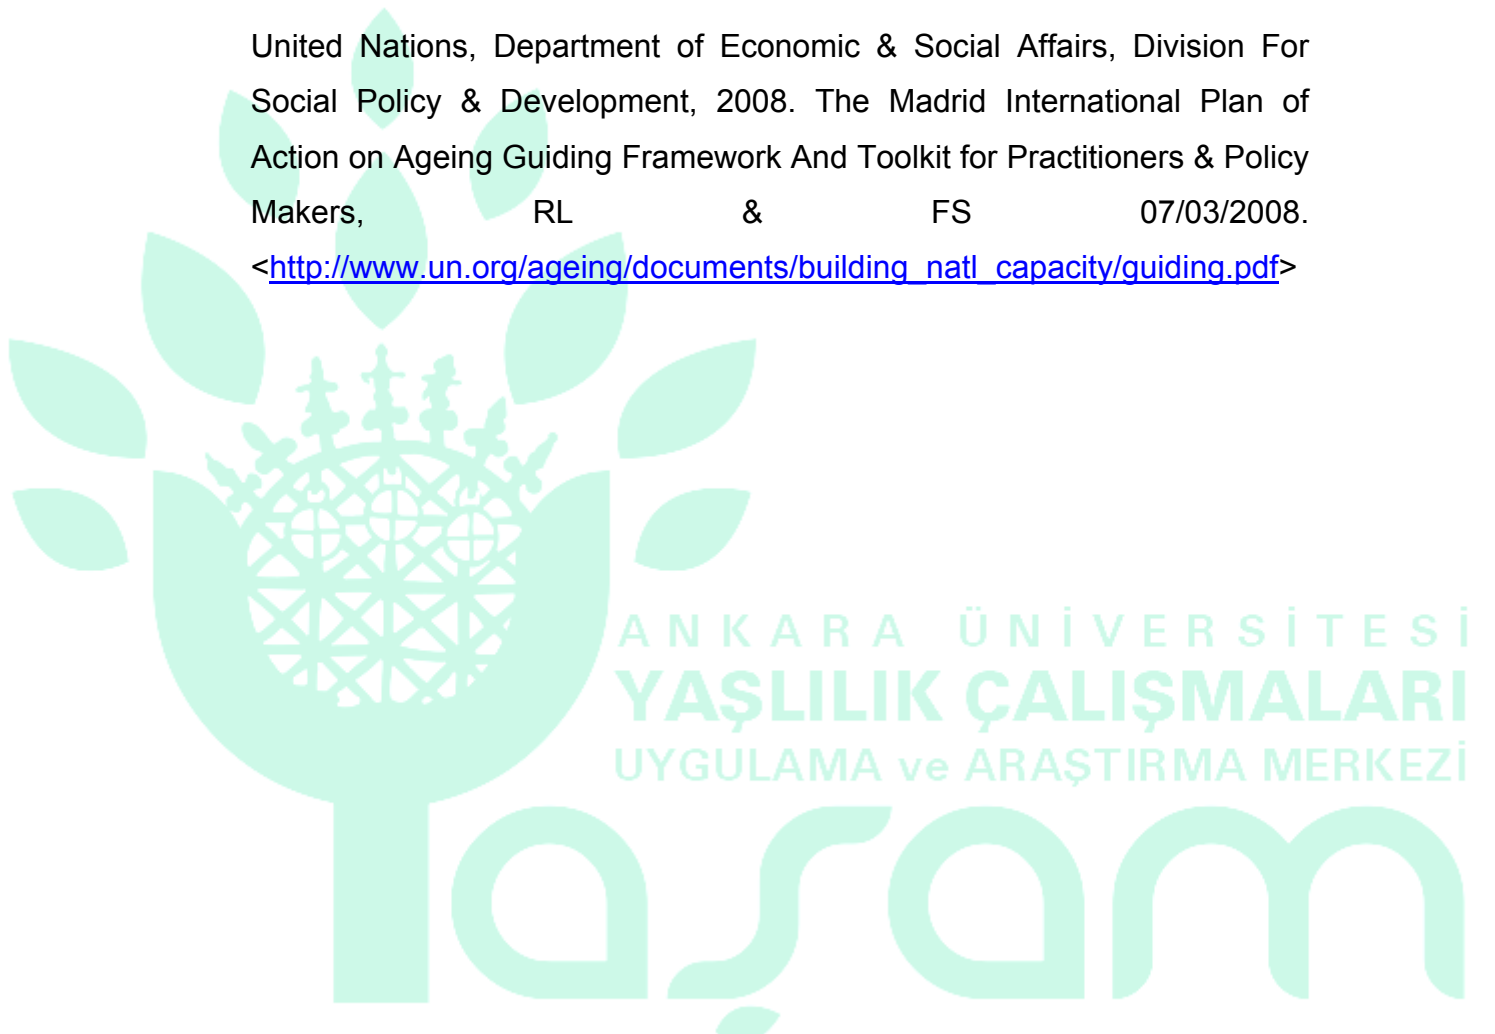 United Nations, Department of Economic & Social Affairs, Division For
Social Policy & Development, 2008. The Madrid International Plan of
Action on Ageing Guiding Framework And Toolkit for Practitioners & Policy
Makers, RL & FS 07/03/2008.
<http://www.un.org/ageing/documents/building_natl_capacity/guiding.pdf>
ANKARA ÜNİVERSİTESİ
YAŞLILIK ÇALIŞMALARI
UYGULAMA ve ARAŞTIRMA MERKEZİ
Yaşam